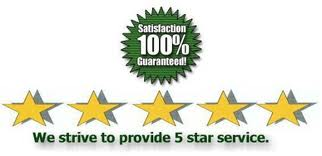 Satisfaction
100%
Guaranteed!
We strive to provide 5 star service.